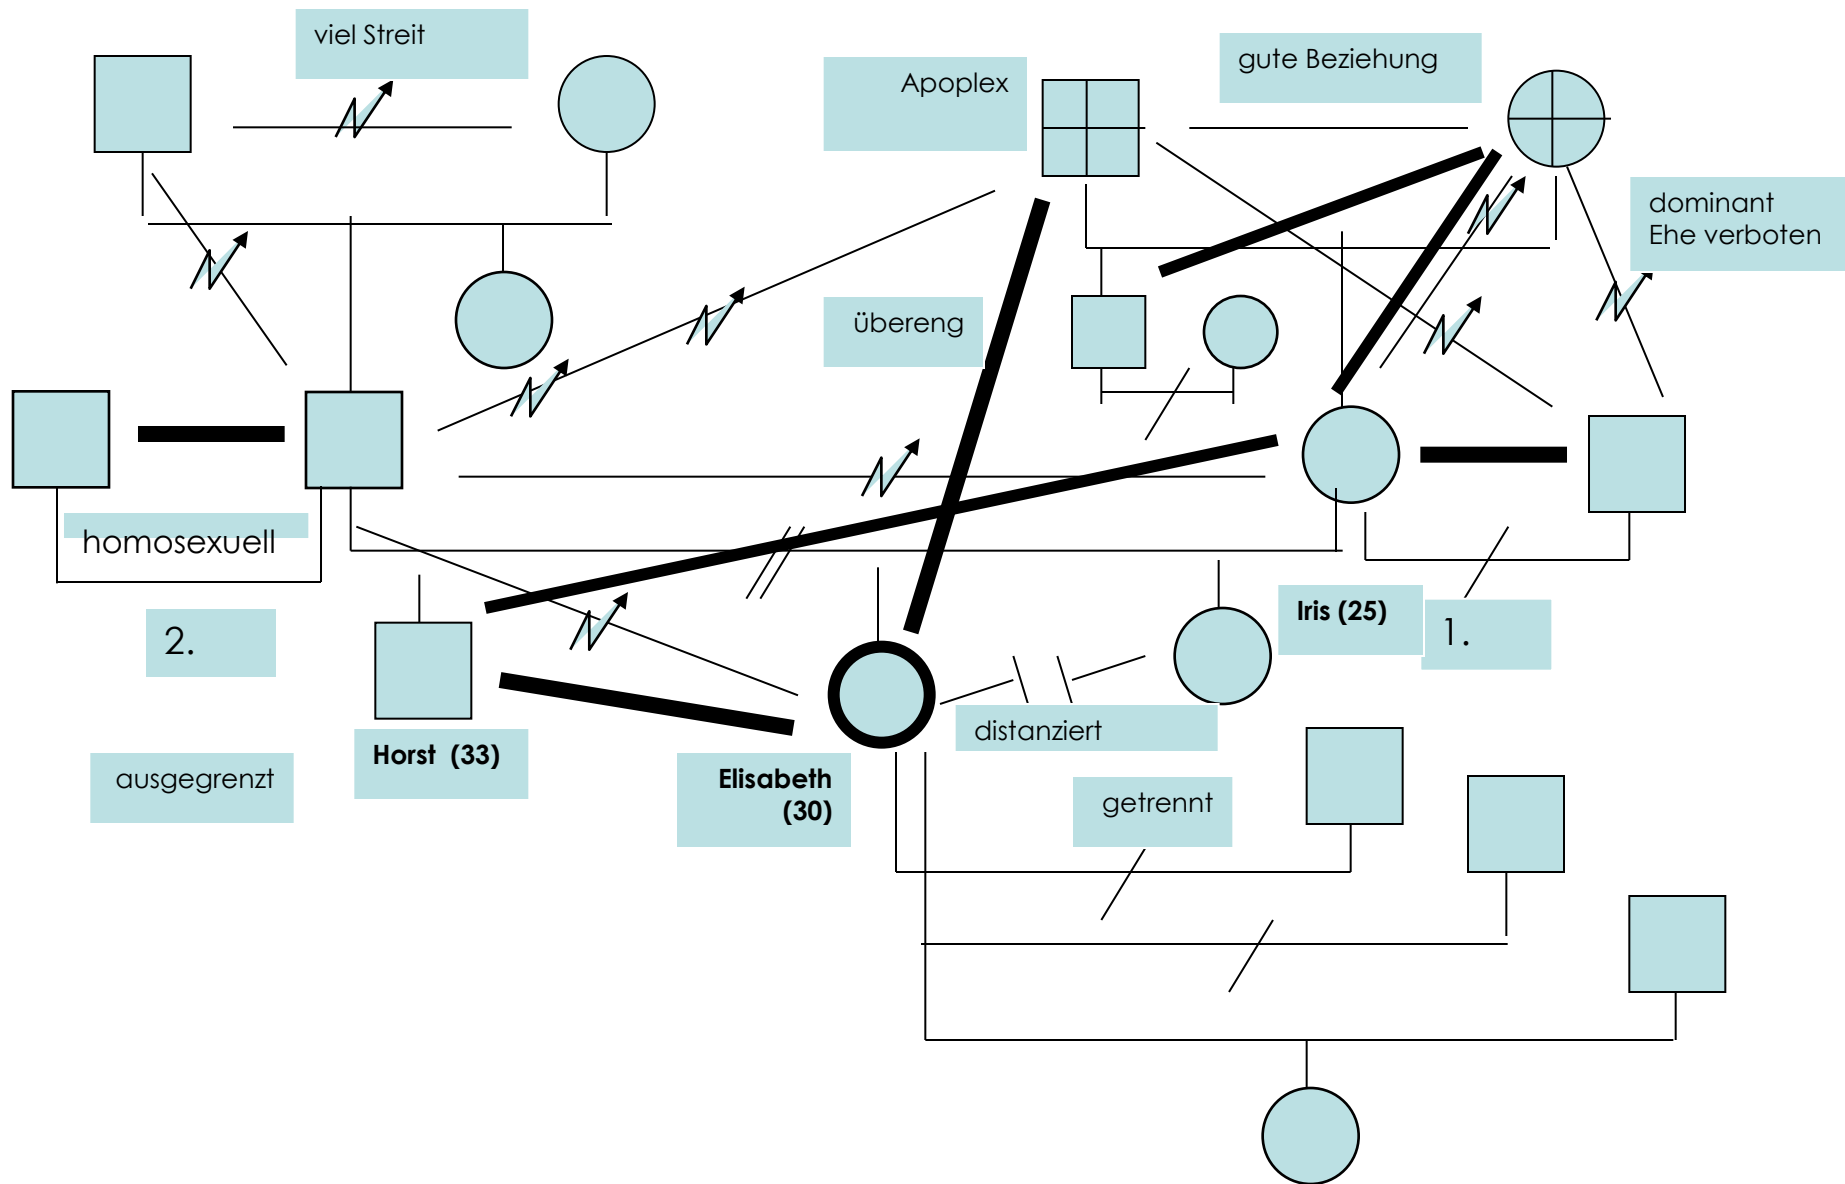 viel Streit
gute Beziehung
Apoplex
dominant
Ehe verboten
übereng
homosexuell
Iris (25)
1.
2.
distanziert
Horst  (33)
ausgegrenzt
Elisabeth
(30)
getrennt